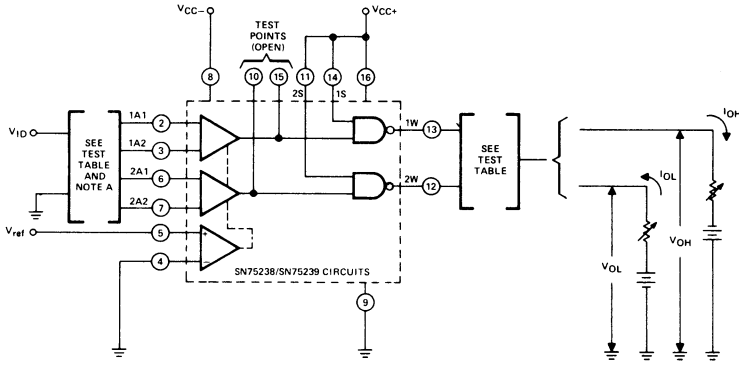 VCC−
VCC+
TEST
POINTS
(OPEN)
8
10
15
11
14
16
2S
1S
1A1
2
1W
13
VID
SEE
TEST
TABLE
AND
NOTE A
1A2
3
2A1
6
2A2
7
2W
12
SEE
TEST
TABLE
IOH
IOL
VOL
VOH
Vref
5
+
4
−
SN75238/SN75239 CIRCUITS
9